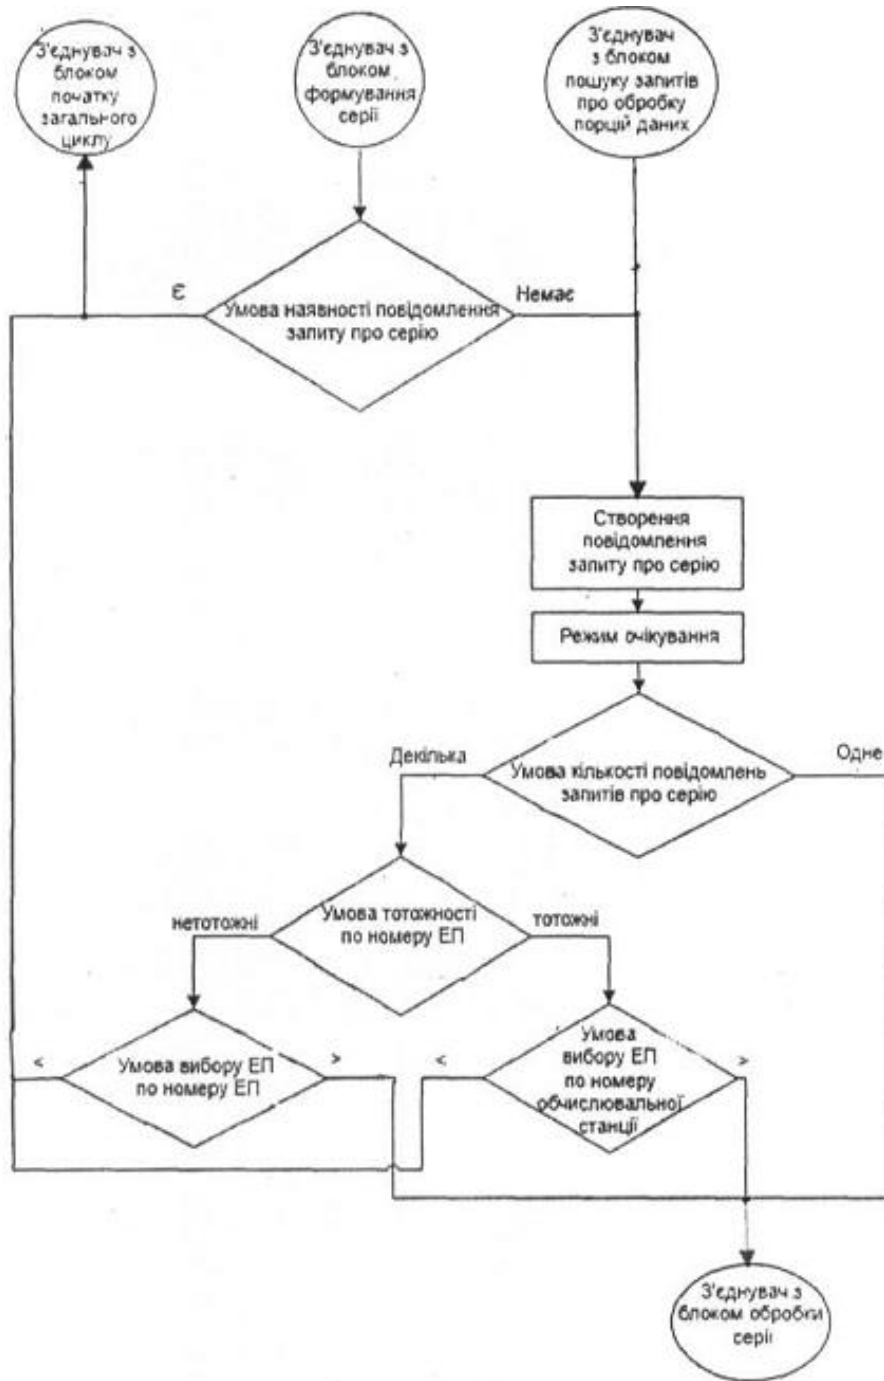 З'єднувач з
блоком
початку
загального
циклу
З'єднувач з
блоком
формування
серії
З'єднувач
з блоком
пошуку запитів
про обробку
порцій даних
Є
Умова наявності повідомлення
запиту про серію
Немає
Створення
повідомлення
запиту про серію
Режим очікування
Декілька
Умова кількості повідомлень
запитів про серію
Одне
нетотожні
Умова тотожності
по номеру ЕП
тотожні
<
Умова вибору ЕП
по номеру ЕП
>
<
Умова
вибору ЕП
по номеру
обчислювальної
станції
>
З'єднувач з
блоком обробки
серії